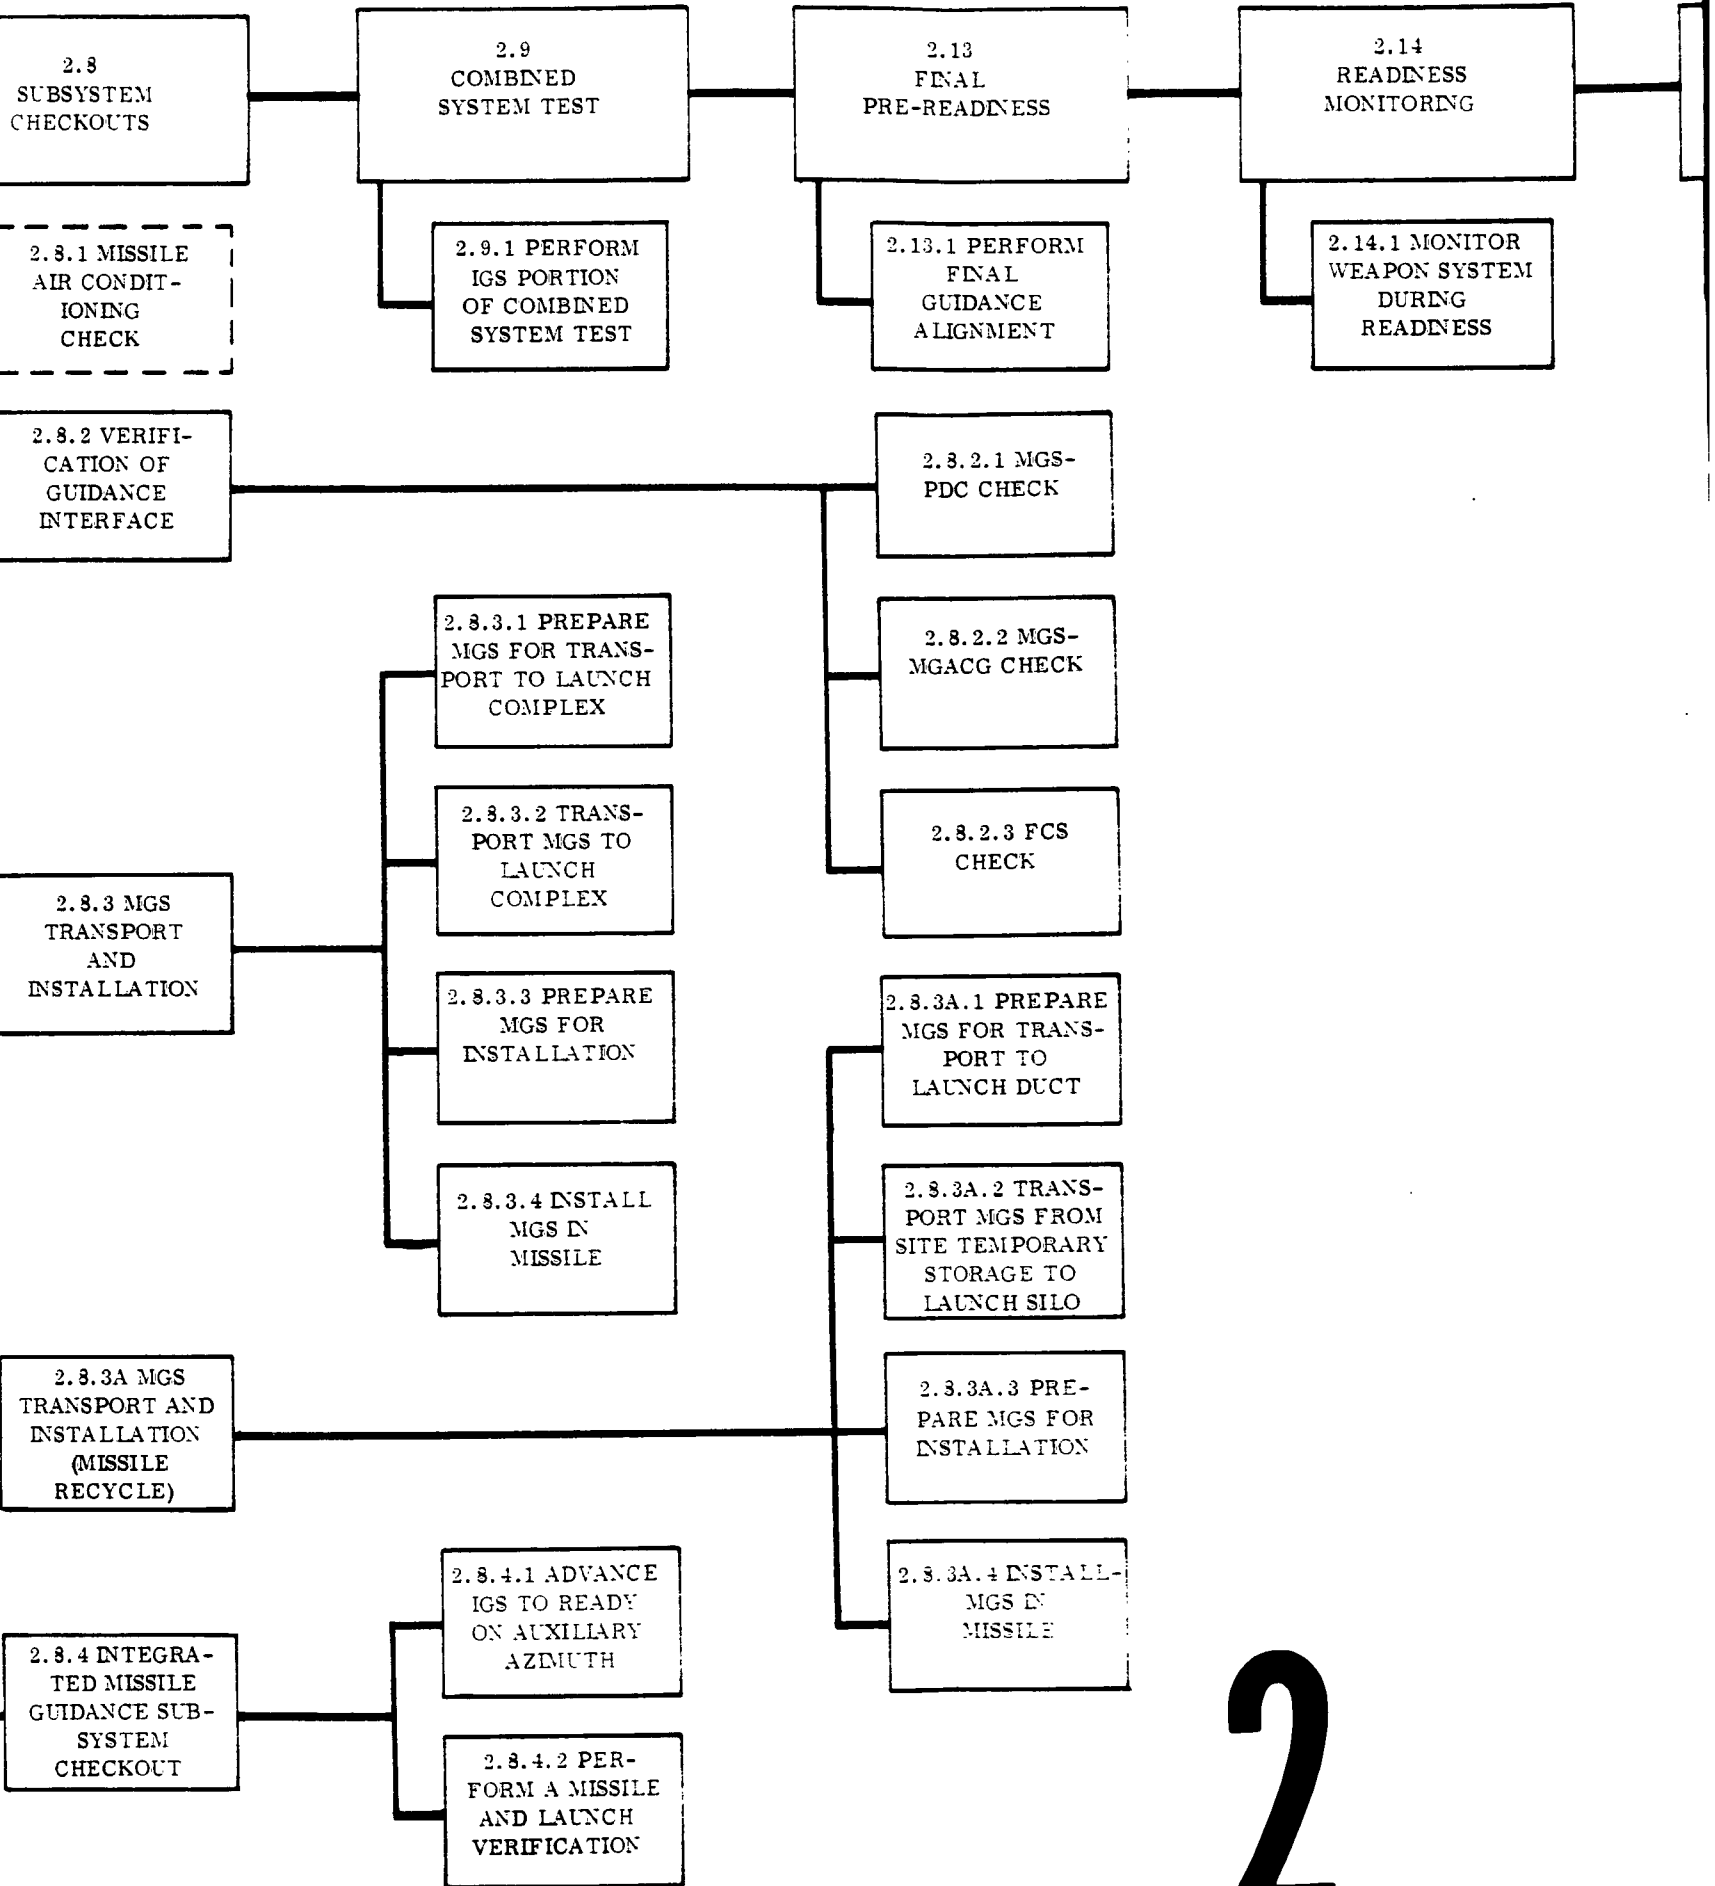 2.8
SUBSYSTEM
CHECKOUTS
2.9
COMBINED
SYSTEM TEST
2.13
FINAL
PRE-READINESS
2.14
READINESS
MONITORING
2.8.1 MISSILE
AIR CONDIT-
IONING
CHECK
2.9.1 PERFORM
IGS PORTION
OF COMBINED
SYSTEM TEST
2.13.1 PERFORM
FINAL
GUIDANCE
ALIGNMENT
2.14.1 MONITOR
WEAPON SYSTEM
DURING
READINESS
2.8.2 VERIFI-
CATION OF
GUIDANCE
INTERFACE
2.8.2.1 MGS-
PDC CHECK
2.8.3.1 PREPARE
MGS FOR TRANS-
PORT TO LAUNCH
COMPLEX
2.8.2.2 MGS-
MGACG CHECK
2.8.3.2 TRANS-
PORT MGS TO
LAUNCH
COMPLEX
2.8.2.3 FCS
CHECK
2.8.3 MGS
TRANSPORT
AND
INSTALLATION
2.8.3.3 PREPARE
MGS FOR
INSTALLATION
2.8.3A.1 PREPARE
MGS FOR TRANS-
PORT TO
LAUNCH DUCT
2.8.3.4 INSTALL
MGS IN
MISSILE
2.8.3A.2 TRANS-
PORT MGS FROM
SITE TEMPORARY
STORAGE TO
LAUNCH SILO
2.8.3A MGS
TRANSPORT AND
INSTALLATION
(MISSILE
RECYCLE)
2.8.3A.3 PRE-
PARE MGS FOR
INSTALLATION
2.8.4.1 ADVANCE
IGS TO READY
ON AUXILIARY
AZIMUTH
2.8.3A.4 INSTALL-
MGS IN
MISSILE
2.8.4 INTEGRA-
TED MISSILE
GUIDANCE SUB-
SYSTEM
CHECKOUT
2.8.4.2 PER-
FORM A MISSILE
AND LAUNCH
VERIFICATION
2